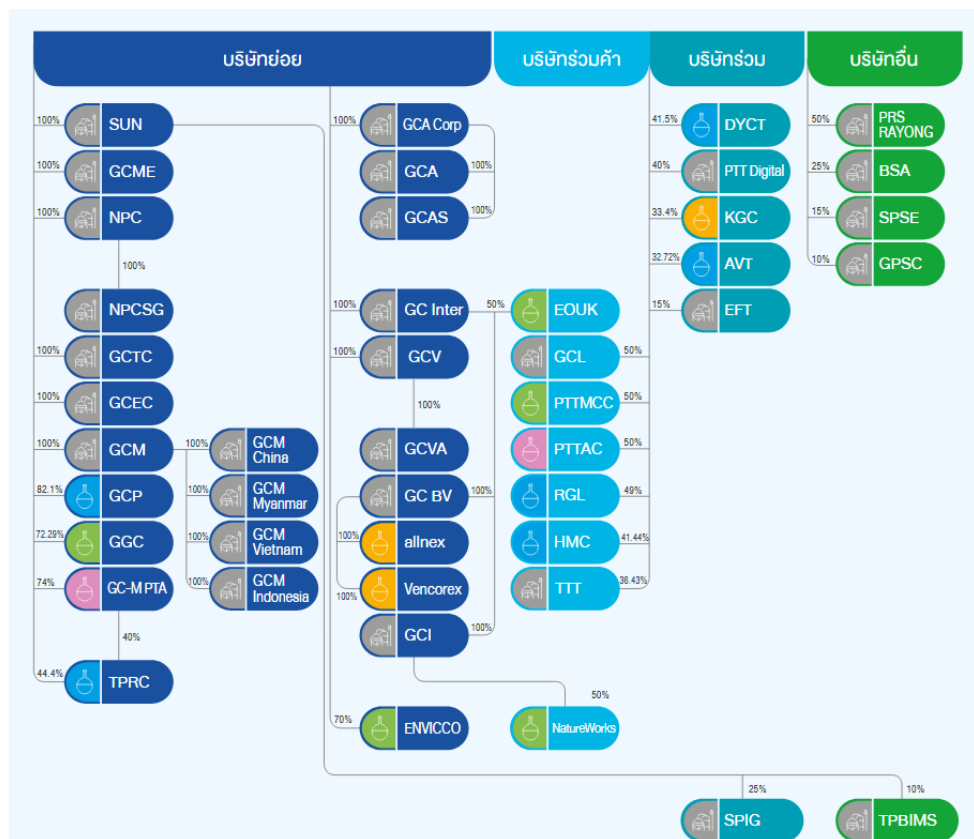 บริษัทย่อย
บริษัทร่วมค้า
บริษัทร่วม
บริษัทอื่น
100%
SUN
100%
GCME
100%
NPC
100%
NPCSG
100%
GCTC
100%
GCEC
100%
GCM
82.1%
GCP
72.29%
GGC
74%
GC-M PTA
40%
44.4%
TPRC
100%
GCM
China
100%
GCM
Myanmar
100%
GCM
Vietnam
100%
GCM
Indonesia
100%
GCA Corp
GCA
100%
GCAS
100%
100%
GC Inter
50%
100%
GCV
100%
GCVA
GC BV
100%
100%
allnex
100%
Vencorex
GCI
100%
50%
70%
ENVICCO
NatureWorks
EOUK
GCL
50%
PTTMCC
50%
PTTAC
50%
RGL
49%
HMC
41.44%
TTT
36.43%
41.5%
DYCT
40%
PTT Digital
33.4%
KGC
32.72%
AVT
15%
EFT
50%
PRS
RAYONG
25%
BSA
15%
SPSE
10%
GPSC
25%
SPIG
10%
TPBIMS